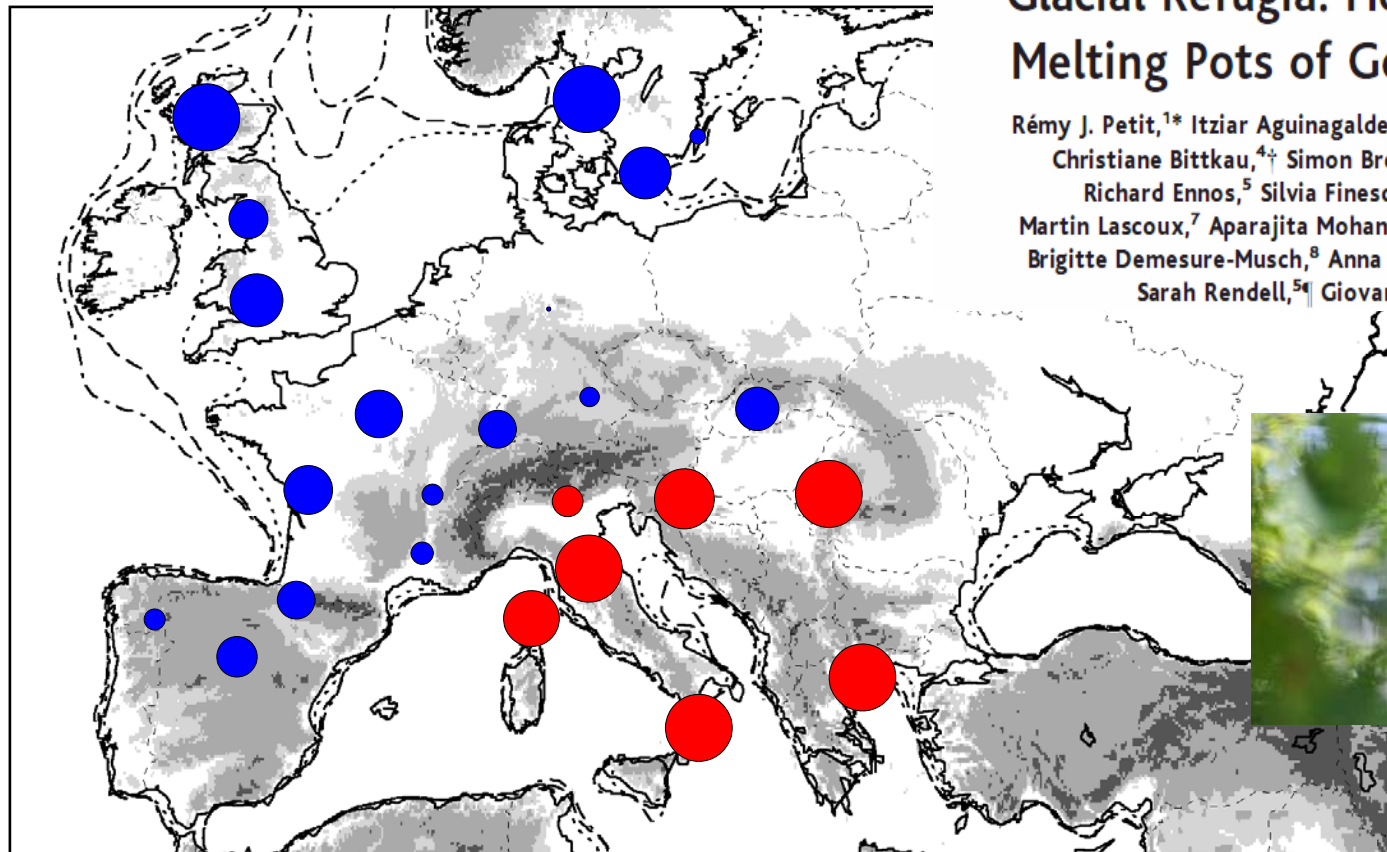 Melting Pots of Ge
Rémy J. Petit,¹* Itziar Aguinagalde
Christiane Bittkau,⁴† Simon Bre
Richard Ennos,⁵ Silvia Finesc
Martin Lascoux,⁷ Aparajita Mohan
Brigitte Demesure-Musch,⁸ Anna
Sarah Rendell,⁵¶ Giovar